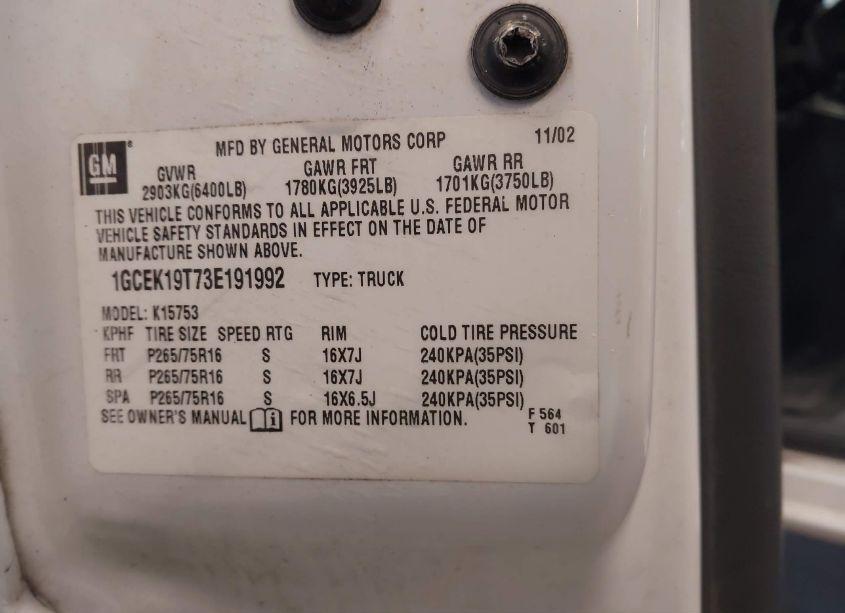 GM
MFD BY GENERAL MOTORS CORP 11/02
GVWR GAWR FRT GAWR RR
2903KG(6400LB) 1780KG(3925LB) 1701KG(3750LB)
THIS VEHICLE CONFORMS TO ALL APPLICABLE U.S. FEDERAL MOTOR
VEHICLE SAFETY STANDARDS IN EFFECT ON THE DATE OF
MANUFACTURE SHOWN ABOVE.
1GCEK19T73E191992 TYPE: TRUCK
MODEL: K15753
KPHF TIRE SIZE SPEED RTG RIM COLD TIRE PRESSURE
FRT P265/75R16 S 16X7J 240KPA(35PSI)
RR P265/75R16 S 16X7J 240KPA(35PSI)
SPA P265/75R16 S 16X6.5J 240KPA(35PSI)
SEE OWNER'S MANUAL i FOR MORE INFORMATION. F 564
T 601